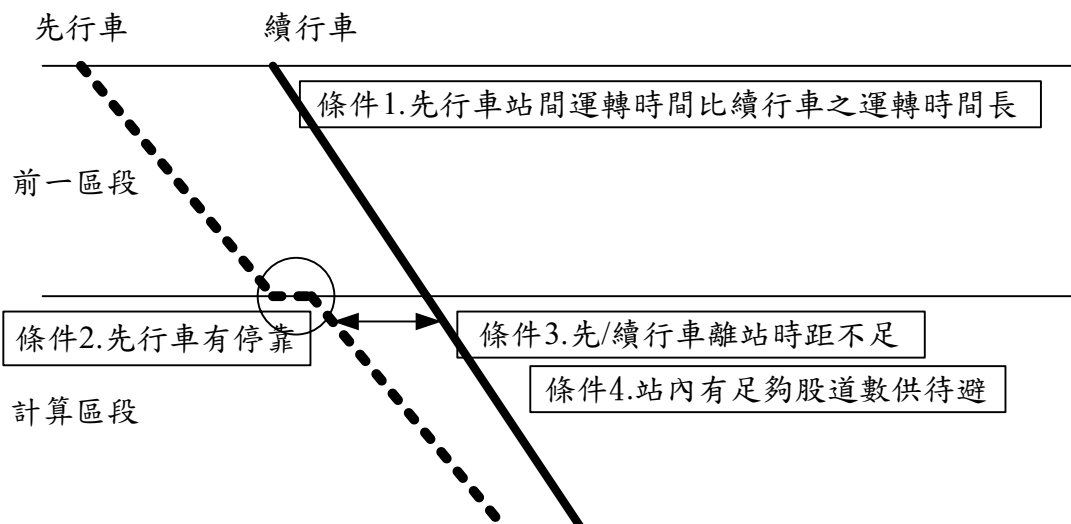 先行車
續行車
條件1.先行車站間運轉時間比續行車之運轉時間長
前一區段
條件2.先行車有停靠
條件3.先/續行車離站時距不足
條件4.站內有足夠股道數供待避
計算區段